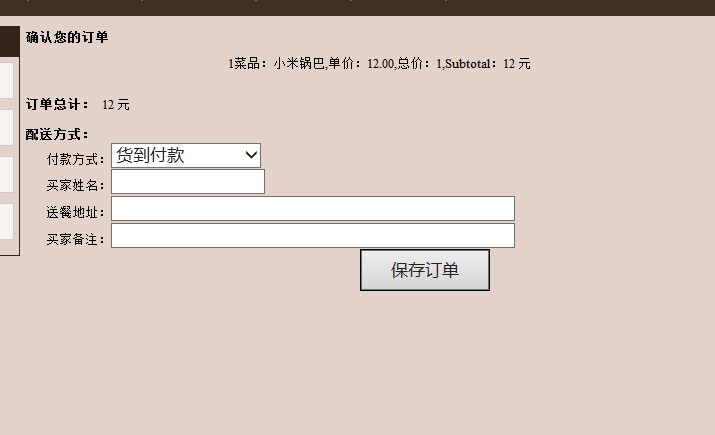 确认您的订单
1菜品：小米锅巴,单价：12.00,总价：1,Subtotal：12 元
订单总计： 12 元
配送方式：
付款方式：货到付款
买家姓名：
送餐地址：
买家备注：
保存订单